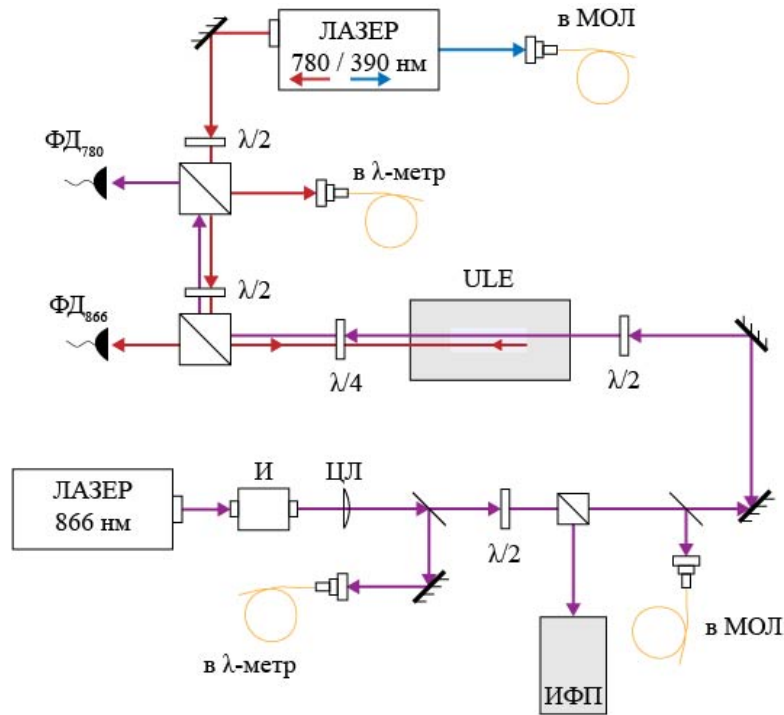 ЛАЗЕР
780 / 390 нм
в МОЛ
λ/2
ФД780
в λ-метр
λ/2
ULE
ФД866
λ/4
λ/2
ЛАЗЕР
866 нм
И
ЦЛ
λ/2
в λ-метр
в МОЛ
ИФП